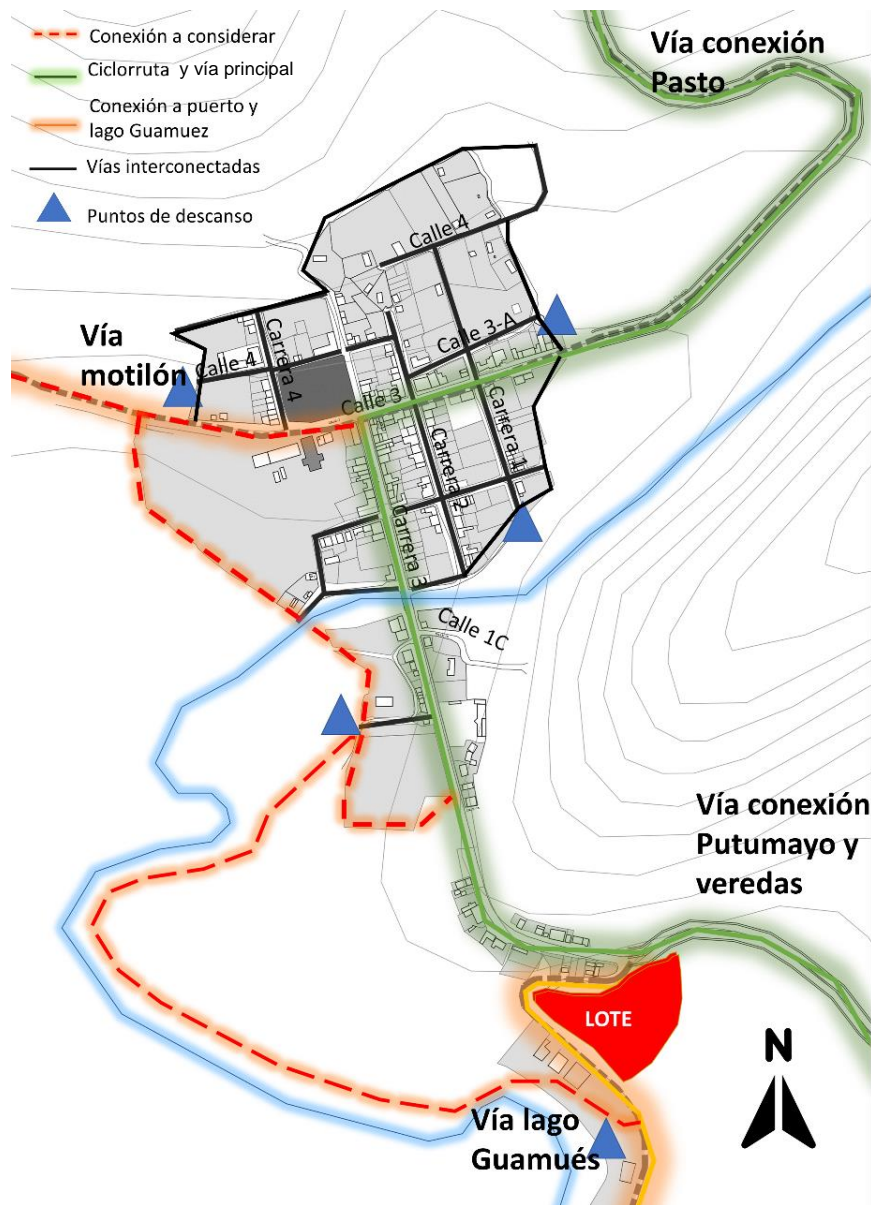 Conexión a considerar
Ciclorruta y vía principal
Conexión a puerto y
lago Guamuez
Vías interconectadas
Puntos de descanso
Vía conexión
Pasto
Calle 4
Calle 3-A
Vía
motilón
Calle 4
Carrera 4
Calle 3
Carrera 1
Carrera 2
Carrera 3
Calle 1C
Vía conexión
Putumayo y
veredas
LOTE
N
Vía lago
Guamués